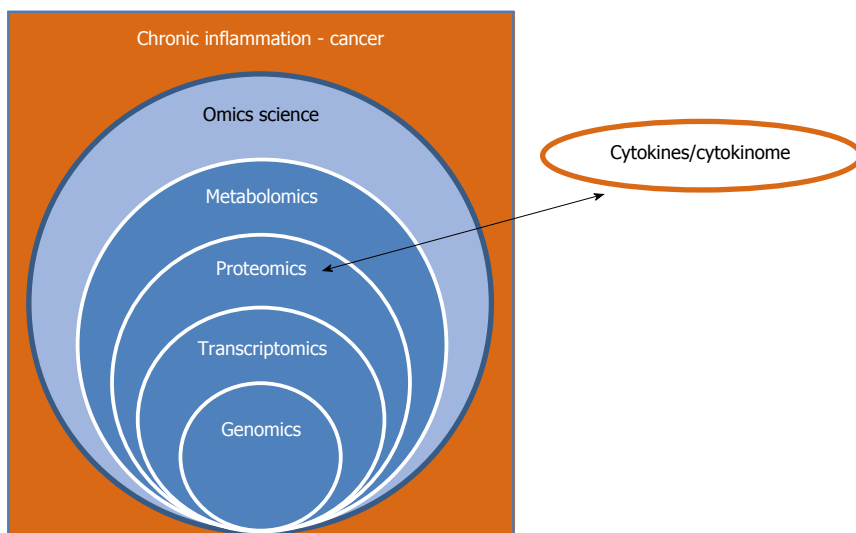 Chronic inflammation - cancer
Omics science
Cytokines/cytokinome
Metabolomics
Proteomics
Transcriptomics
Genomics